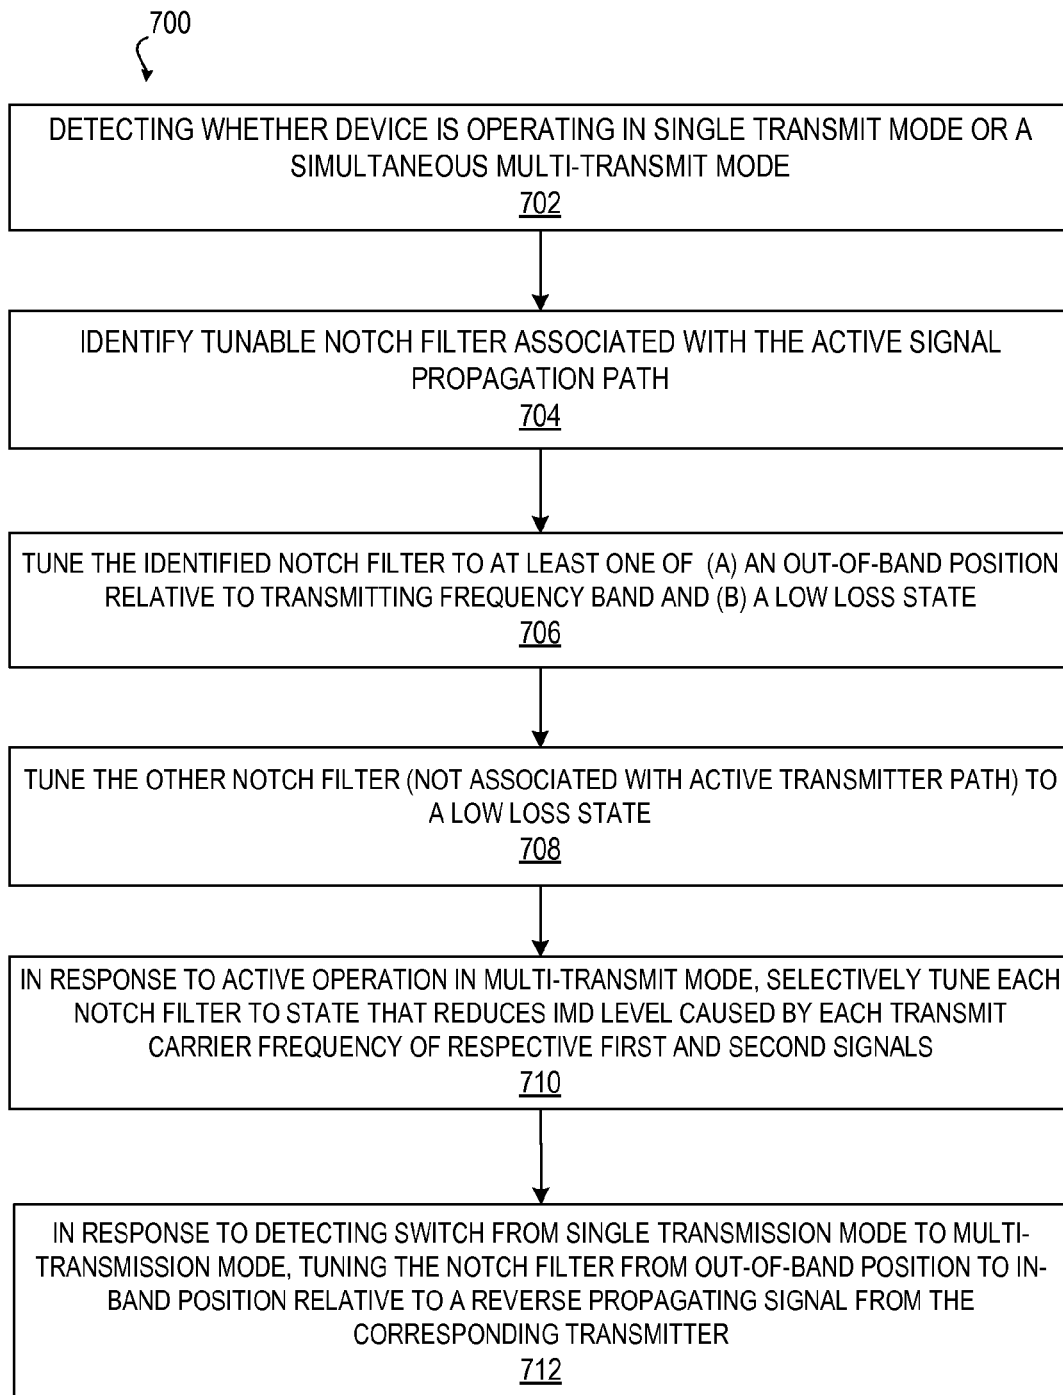 700
DETECTING WHETHER DEVICE IS OPERATING IN SINGLE TRANSMIT MODE OR A
SIMULTANEOUS MULTI-TRANSMIT MODE
702
IDENTIFY TUNABLE NOTCH FILTER ASSOCIATED WITH THE ACTIVE SIGNAL
PROPAGATION PATH
704
TUNE THE IDENTIFIED NOTCH FILTER TO AT LEAST ONE OF (A) AN OUT-OF-BAND POSITION
RELATIVE TO TRANSMITTING FREQUENCY BAND AND (B) A LOW LOSS STATE
706
TUNE THE OTHER NOTCH FILTER (NOT ASSOCIATED WITH ACTIVE TRANSMITTER PATH) TO
A LOW LOSS STATE
708
IN RESPONSE TO ACTIVE OPERATION IN MULTI-TRANSMIT MODE, SELECTIVELY TUNE EACH
NOTCH FILTER TO STATE THAT REDUCES IMD LEVEL CAUSED BY EACH TRANSMIT
CARRIER FREQUENCY OF RESPECTIVE FIRST AND SECOND SIGNALS
710
IN RESPONSE TO DETECTING SWITCH FROM SINGLE TRANSMISSION MODE TO MULTI-
TRANSMISSION MODE, TUNING THE NOTCH FILTER FROM OUT-OF-BAND POSITION TO IN-
BAND POSITION RELATIVE TO A REVERSE PROPAGATING SIGNAL FROM THE
CORRESPONDING TRANSMITTER
712